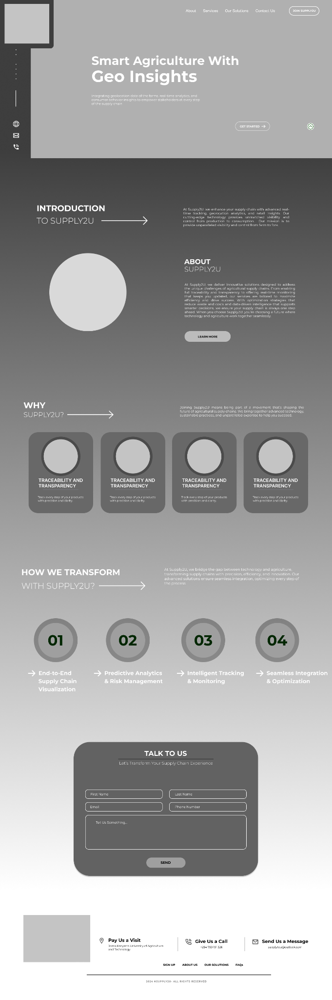 About Services Our Solutions Contact Us JOIN SUPPLY2U
Smart Agriculture With
Geo Insights
Intergrating geolocation data of the farms, real-time analytics, and
consumer behavior insights to empower stakeholders at every step
of the supply chain
GET STARTED
INTRODUCTION
TO SUPPLY2U
At Supply2U, we enhance your supply chain with advanced real-
time tracking, geolocation analytics, and retail insights. Our
cutting-edge technology provides unmatched visibility and
control from production to consumption. Our mission is to
provide unparalleled visibility and control from farm to fork.
ABOUT
SUPPLY2U
At Supply2U, we deliver innovative solutions designed to address
the unique challenges of agricultural supply chains. From enabling
full traceability and transparency to offering real-time monitoring
that keeps you updated, our services are tailored to maximize
efficiency and drive success. With optimization strategies that
reduce waste and costs and data-driven intelligence that supports
smarter decisions, we ensure your supply chain is always one step
ahead. When you choose Supply2U, you're choosing a future where
technology and agriculture work together seamlessly.
LEARN MORE
WHY
SUPPLY2U?
Joining Supply2U means being part of a movement that's shaping the
future of agricultural supply chains. We bring together advanced technology,
sustainable practices, and unparalleled expertise to help you succeed.
TRACEABILITY AND
TRANSPARENCY
Track every step of your products
with precision and clarity.
TRACEABILITY AND
TRANSPARENCY
Track every step of your products
with precision and clarity.
TRACEABILITY AND
TRANSPARENCY
Track every step of your products
with precision and clarity.
TRACEABILITY AND
TRANSPARENCY
Track every step of your products
with precision and clarity.
HOW WE TRANSFORM
WITH SUPPLY2U?
At Supply2U, we bridge the gap between technology and agriculture,
transforming supply chains with precision, efficiency, and innovation. Our
advanced solutions ensure seamless integration, optimizing every step of
the process
01
End-to-End
Supply Chain
Visualization
02
Predictive Analytics
& Risk Management
03
Intelligent Tracking
& Monitoring
04
Seamless Integration
& Optimization
TALK TO US
Let's Transform Your Supply Chain Experience
First Name
Last Name
Email
Phone Number
Tell Us Something...
SEND
Pay Us a Visit
Jomo Kenyatta University of Agriculture
and Technology
Give Us a Call
+254 759 191 326
Send Us a Message
supplytou@outlook.com
SIGN UP ABOUT US OUR SOLUTIONS FAQs
2024 ©SUPPLY2U- ALL RIGHTS RESERVED